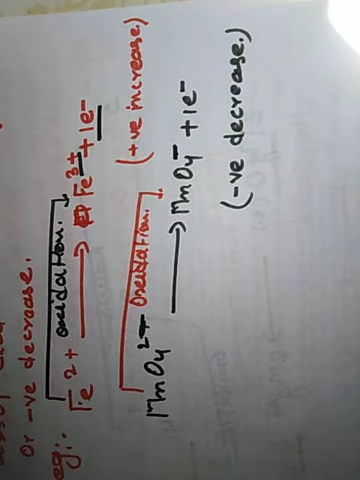 or -ve decrease.
eg:- Fe²⁺ oxidation. → Fe³⁺ + 1e⁻
(+ve increase.)
MnO₄²⁻ oxidation. → MnO₄⁻ + 1e⁻
(-ve decrease.)